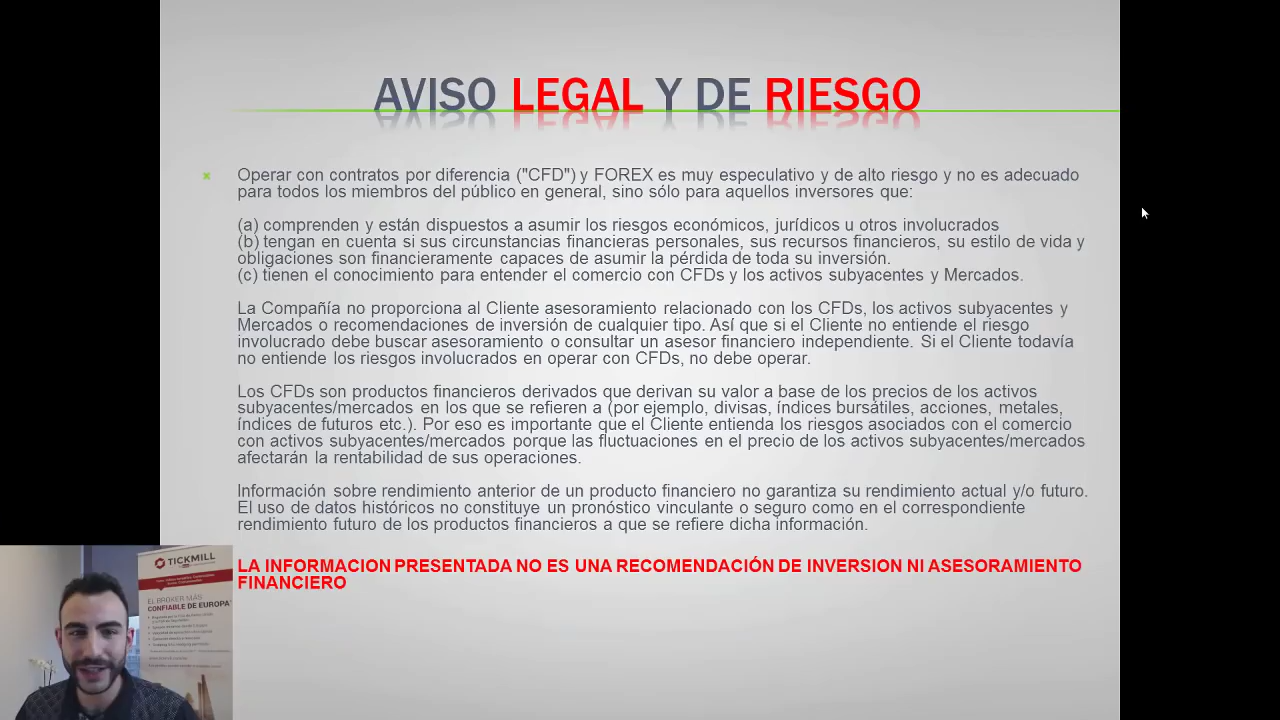 AVISO LEGAL Y DE RIESGO
Operar con contratos por diferencia ("CFD") y FOREX es muy especulativo y de alto riesgo y no es adecuado
para todos los miembros del público en general, sino sólo para aquellos inversores que:
(a) comprenden y están dispuestos a asumir los riesgos económicos, jurídicos u otros involucrados
(b) tengan en cuenta si sus circunstancias financieras personales, sus recursos financieros, su estilo de vida y
obligaciones son financieramente capaces de asumir la pérdida de toda su inversión.
(c) tienen el conocimiento para entender el comercio con CFDs y los activos subyacentes y Mercados.
La Compañía no proporciona al Cliente asesoramiento relacionado con los CFDs, los activos subyacentes y
Mercados o recomendaciones de inversión de cualquier tipo. Así que si el Cliente no entiende el riesgo
involucrado debe buscar asesoramiento o consultar un asesor financiero independiente. Si el Cliente todavía
no entiende los riesgos involucrados en operar con CFDs, no debe operar.
Los CFDs son productos financieros derivados que derivan su valor a base de los precios de los activos
subyacentes/mercados en los que se refieren a (por ejemplo, divisas, índices bursátiles, acciones, metales,
índices de futuros etc.). Por eso es importante que el Cliente entienda los riesgos asociados con el comercio
con activos subyacentes/mercados porque las fluctuaciones en el precio de los activos subyacentes/mercados
afectarán la rentabilidad de sus operaciones.
Información sobre rendimiento anterior de un producto financiero no garantiza su rendimiento actual y/o futuro.
El uso de datos históricos no constituye un pronóstico vinculante o seguro como en el correspondiente
rendimiento futuro de los productos financieros a que se refiere dicha información.
LA INFORMACION PRESENTADA NO ES UNA RECOMENDACIÓN DE INVERSION NI ASESORAMIENTO
FINANCIERO
TICKMILL
EL BROKER MÁS
CONFIABLE DE EUROPA